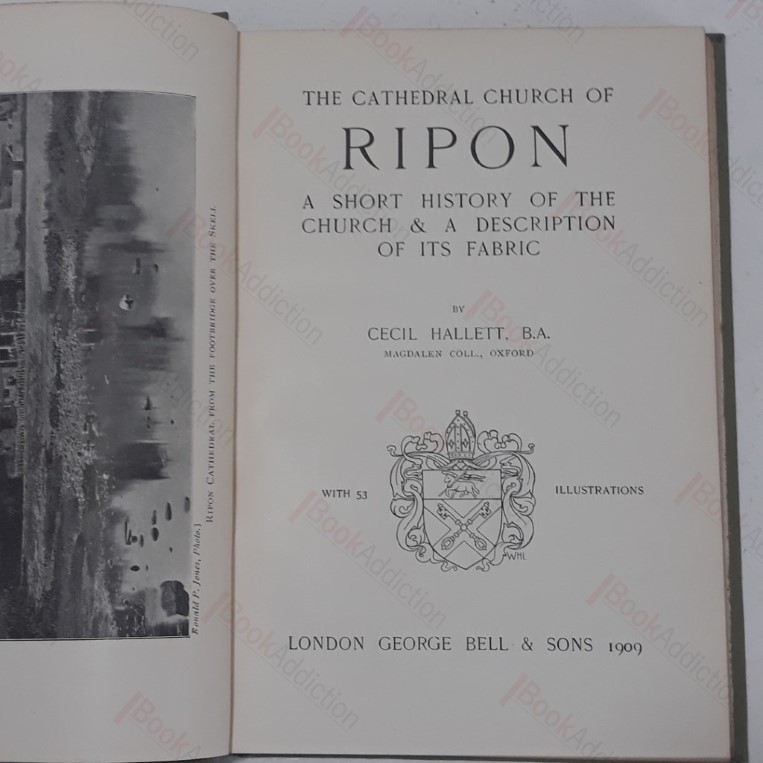 Ronald P. Jones, Photo.]
RIPON CATHEDRAL FROM THE FOOTBRIDGE OVER THE SKELL
THE CATHEDRAL CHURCH OF
RIPON
A SHORT HISTORY OF THE
CHURCH & A DESCRIPTION
OF ITS FABRIC
BY
CECIL HALLETT, B.A.
MAGDALEN COLL., OXFORD
WITH 53 ILLUSTRATIONS
WHL
LONDON GEORGE BELL & SONS 1909
BookAddiction